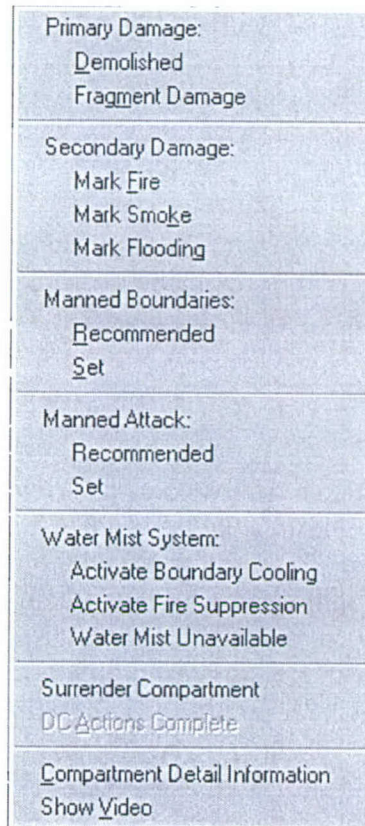 Primary Damage:
Demolished
Fragment Damage
Secondary Damage:
Mark Fire
Mark Smoke
Mark Flooding
Manned Boundaries:
Recommended
Set
Manned Attack:
Recommended
Set
Water Mist System:
Activate Boundary Cooling
Activate Fire Suppression
Water Mist Unavailable
Surrender Compartment
DC Actions Complete
Compartment Detail Information
Show Video